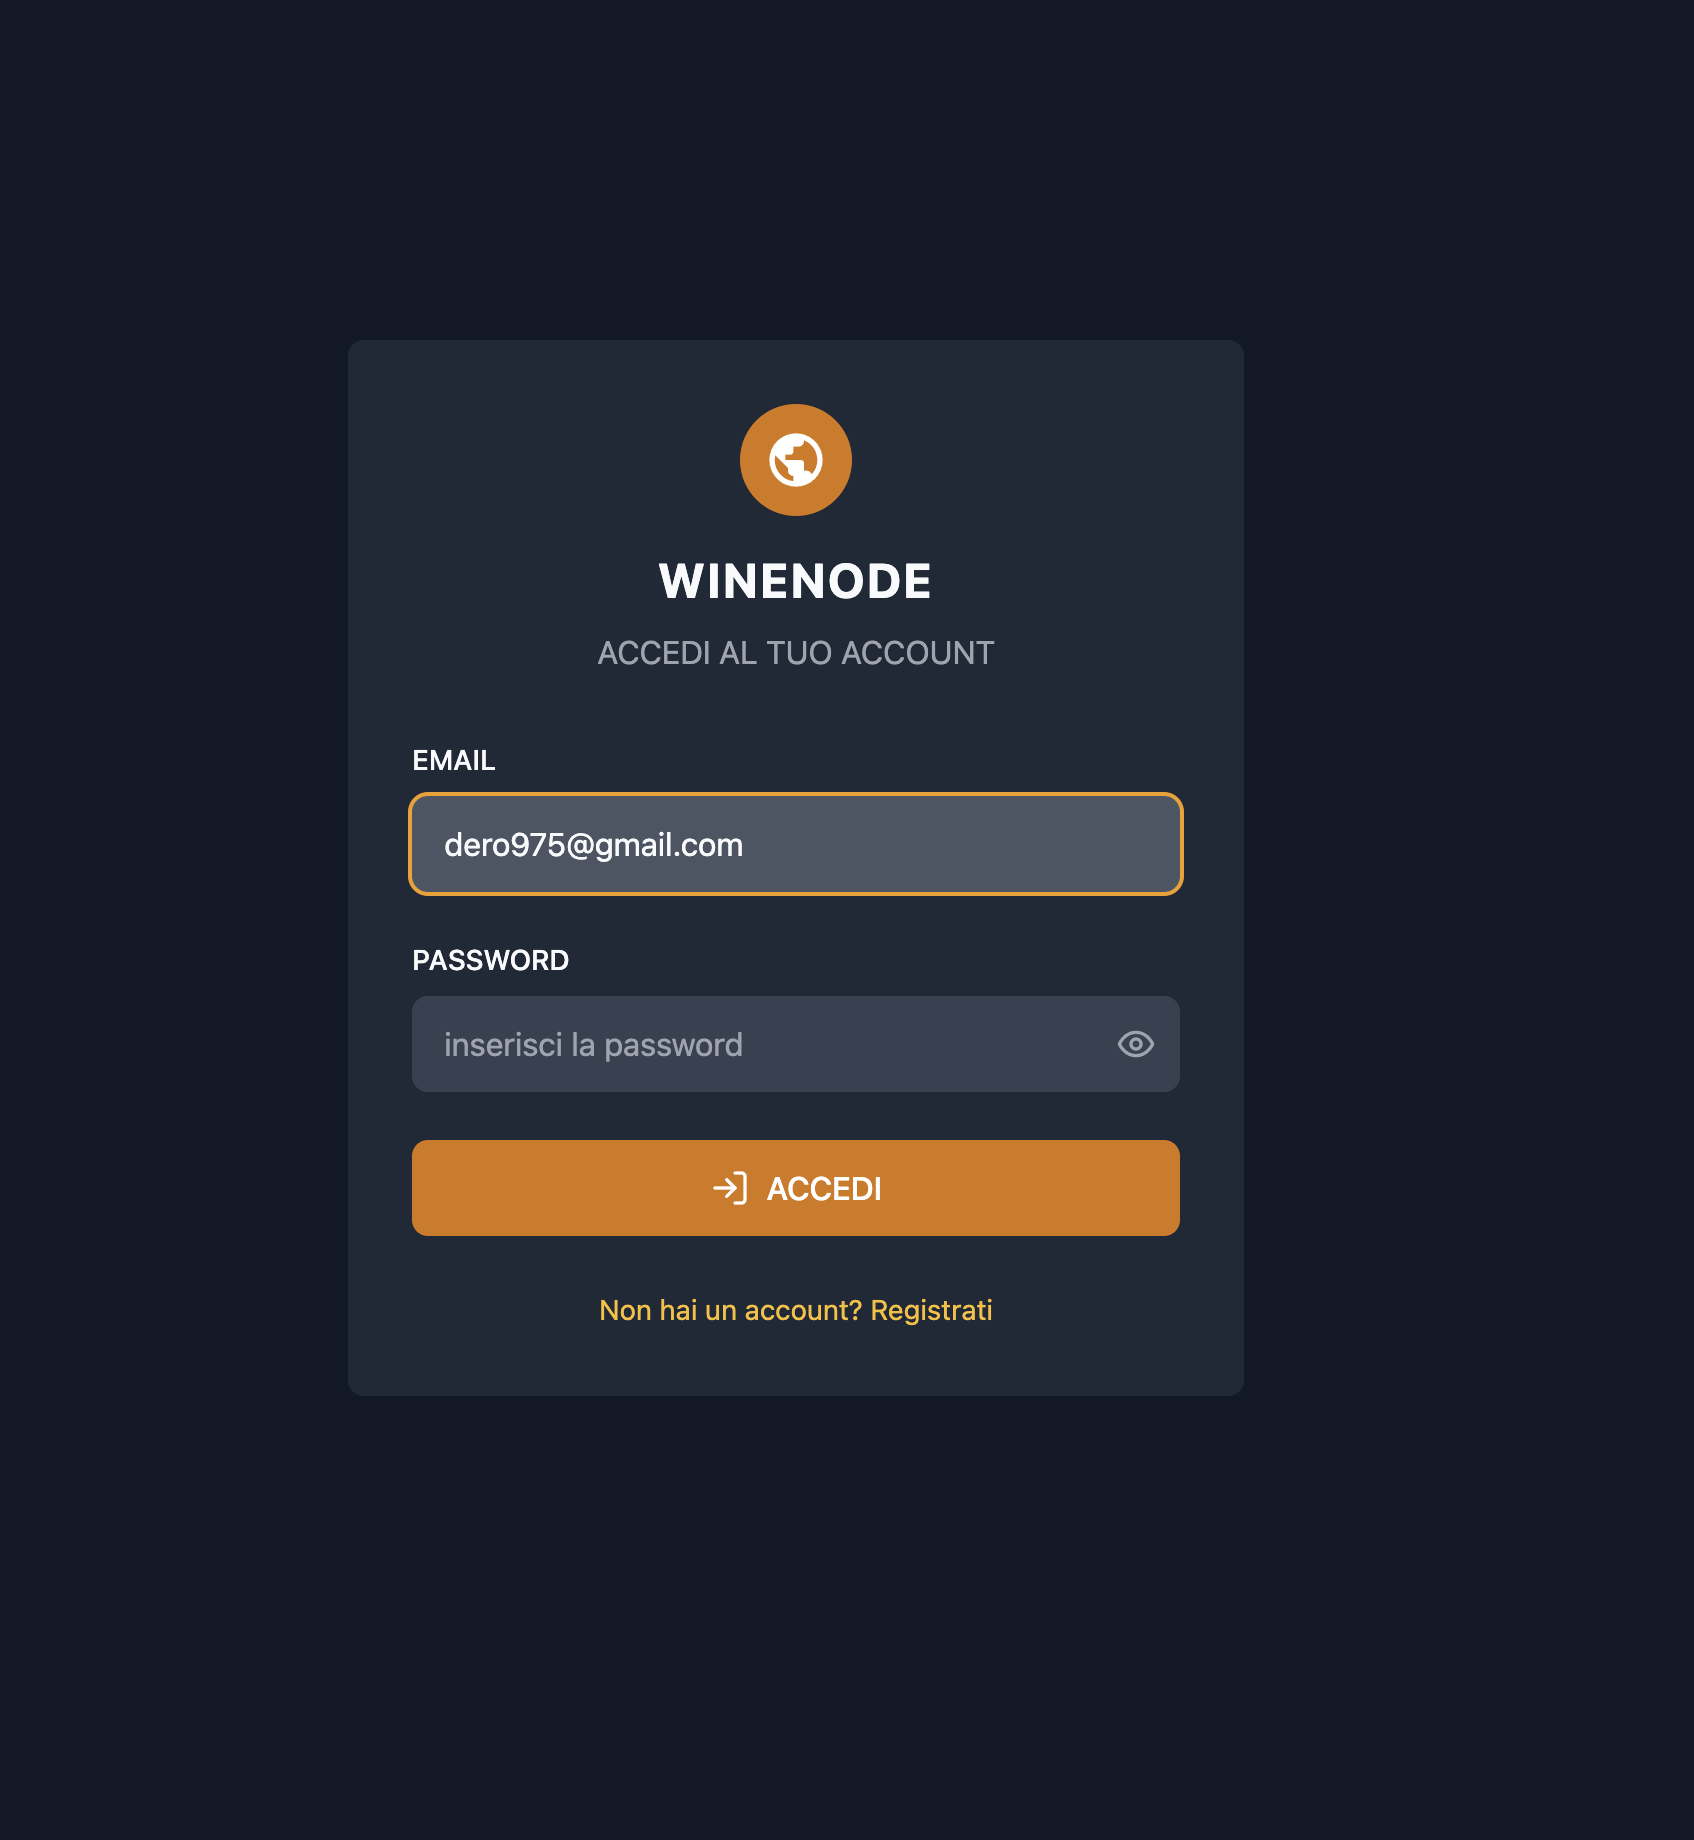 WINENODE
ACCEDI AL TUO ACCOUNT
EMAIL
dero975@gmail.com
PASSWORD
inserisci la password
ACCEDI
Non hai un account? Registrati